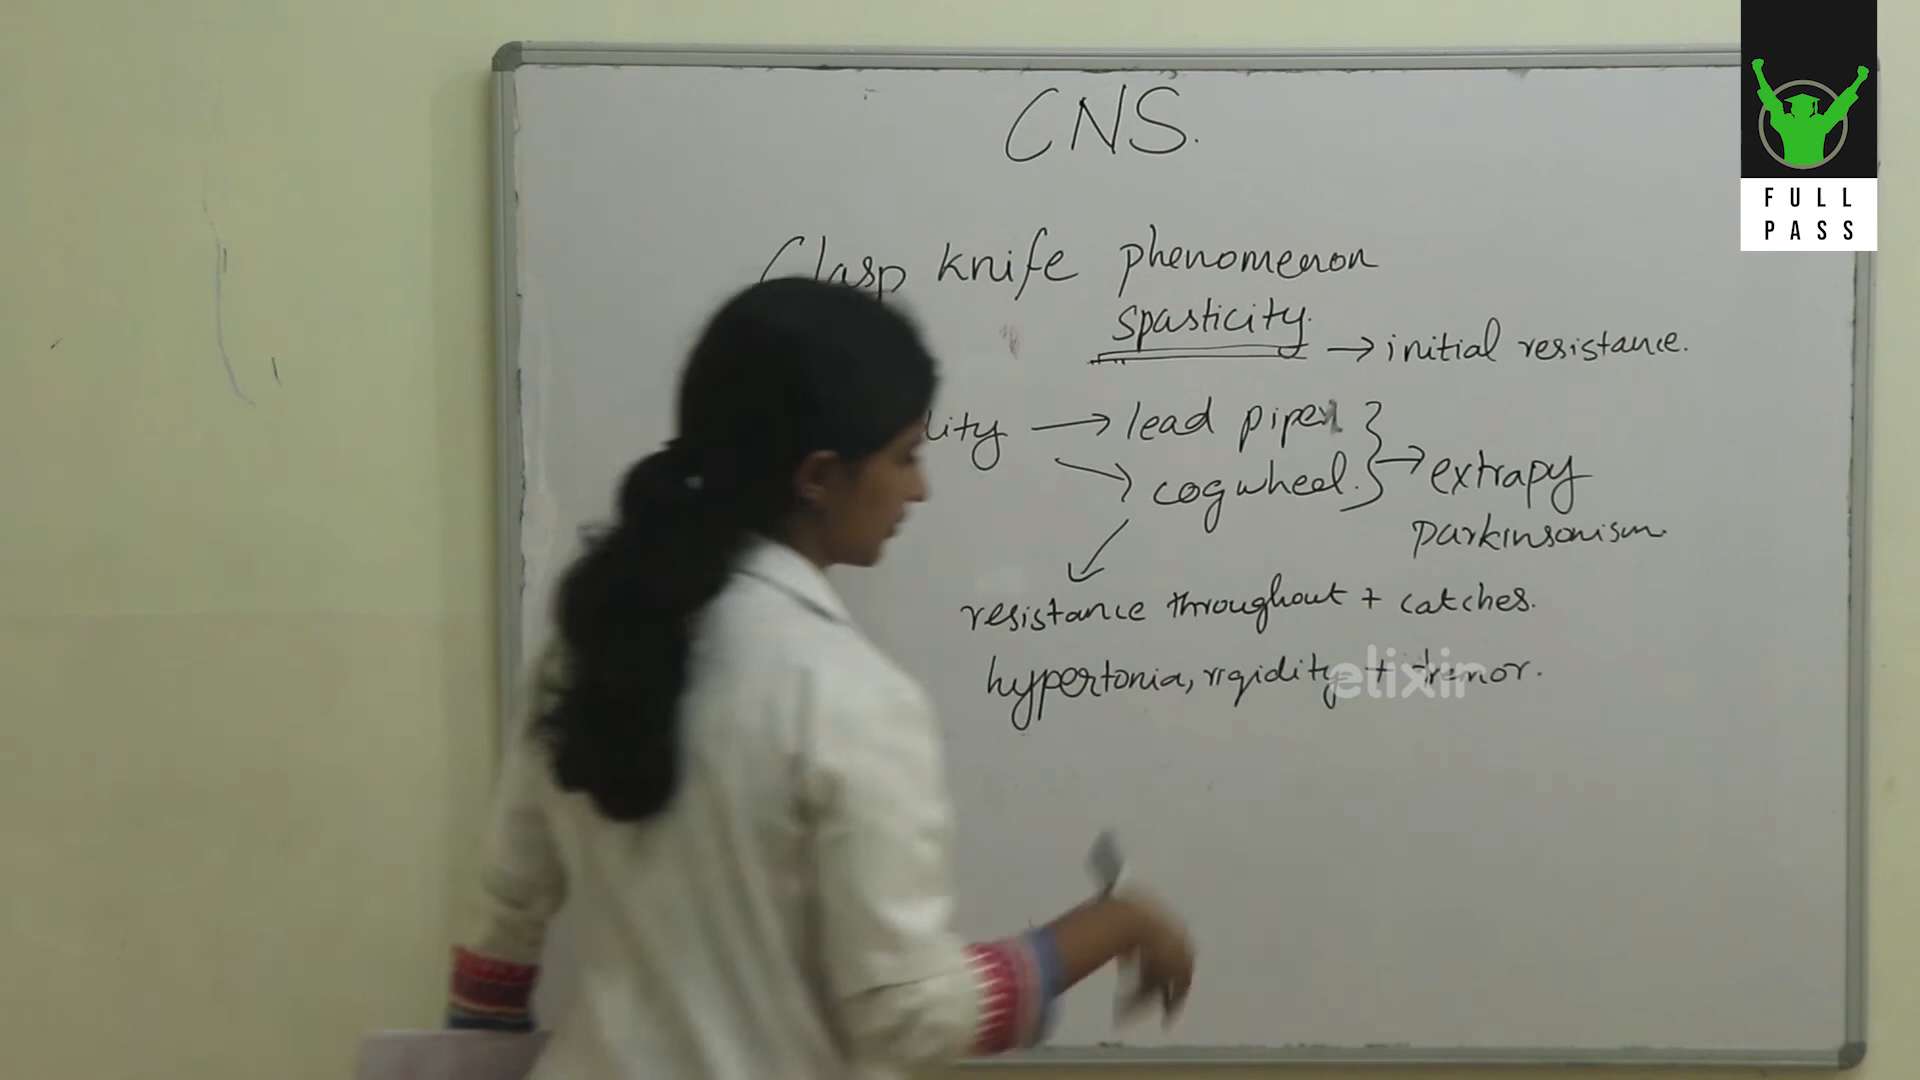 FULL
PASS
CNS.
Clasp knife phenomenon
spasticity.
→ initial resistance.
lity → lead pipe
cogwheel. } → extrapy
parkinsonism.
resistance throughout + catches.
hypertonia, rigidity + tremor.
elixir